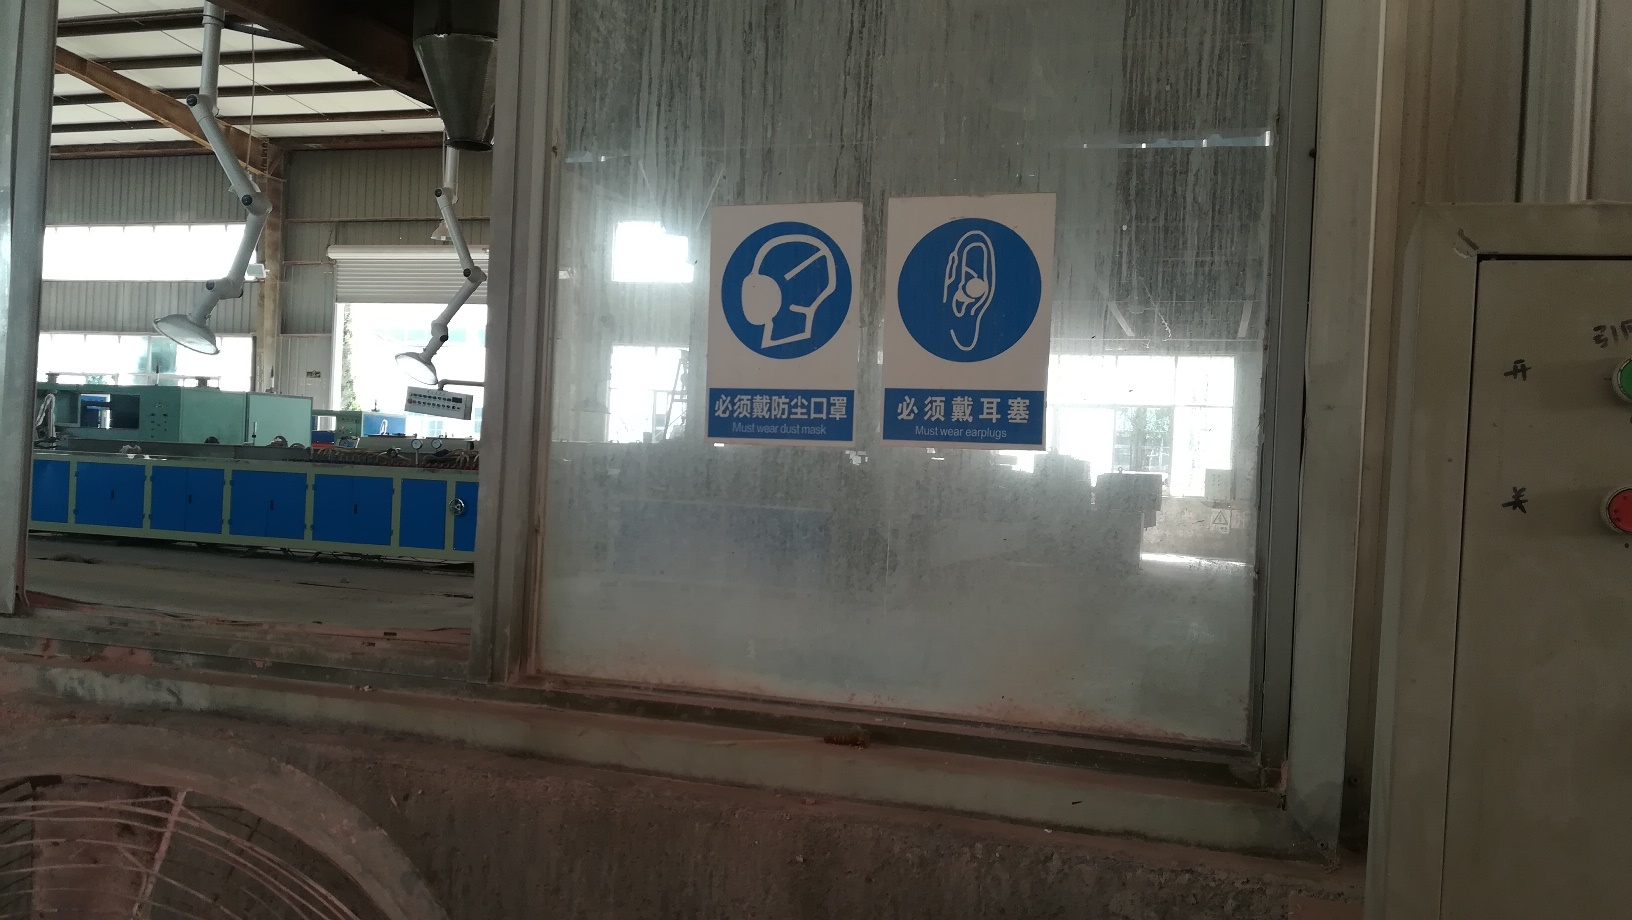 必须戴防尘口罩
Must wear dust mask
必须戴耳塞
Must wear earplugs
开
关